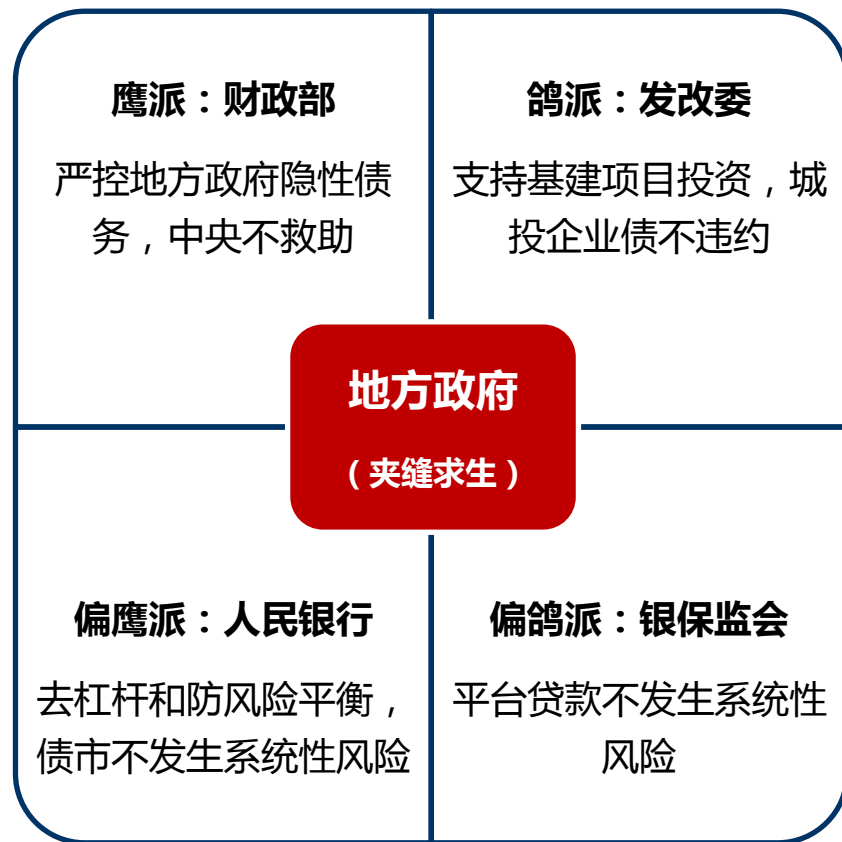 鹰派：财政部
严控地方政府隐性债
务，中央不救助
鸽派：发改委
支持基建项目投资，城
投企业债不违约
地方政府
（夹缝求生）
偏鹰派：人民银行
去杠杆和防风险平衡，
债市不发生系统性风险
偏鸽派：银保监会
平台贷款不发生系统性
风险